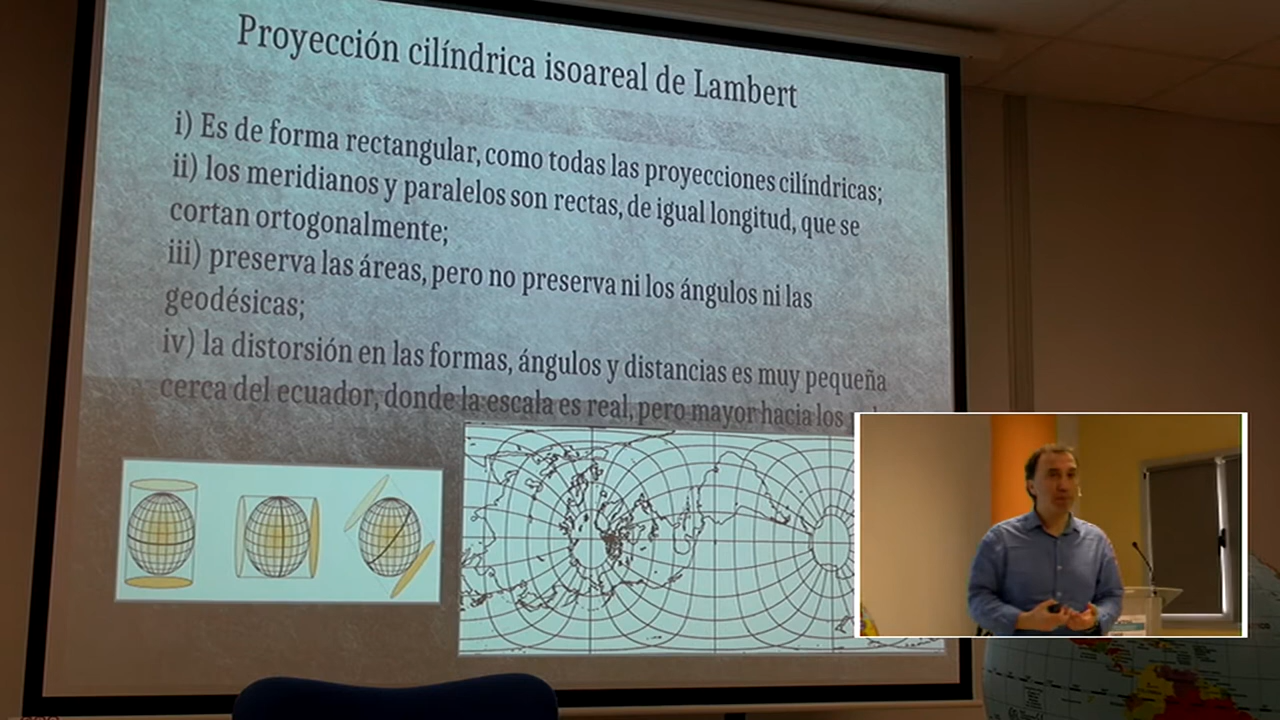 Proyección cilíndrica isoareal de Lambert
i) Es de forma rectangular, como todas las proyecciones cilíndricas;
ii) los meridianos y paralelos son rectas, de igual longitud, que se
cortan ortogonalmente;
iii) preserva las áreas, pero no preserva ni los ángulos ni las
geodésicas;
iv) la distorsión en las formas, ángulos y distancias es muy pequeña
cerca del ecuador, donde la escala es real, pero mayor hacia los